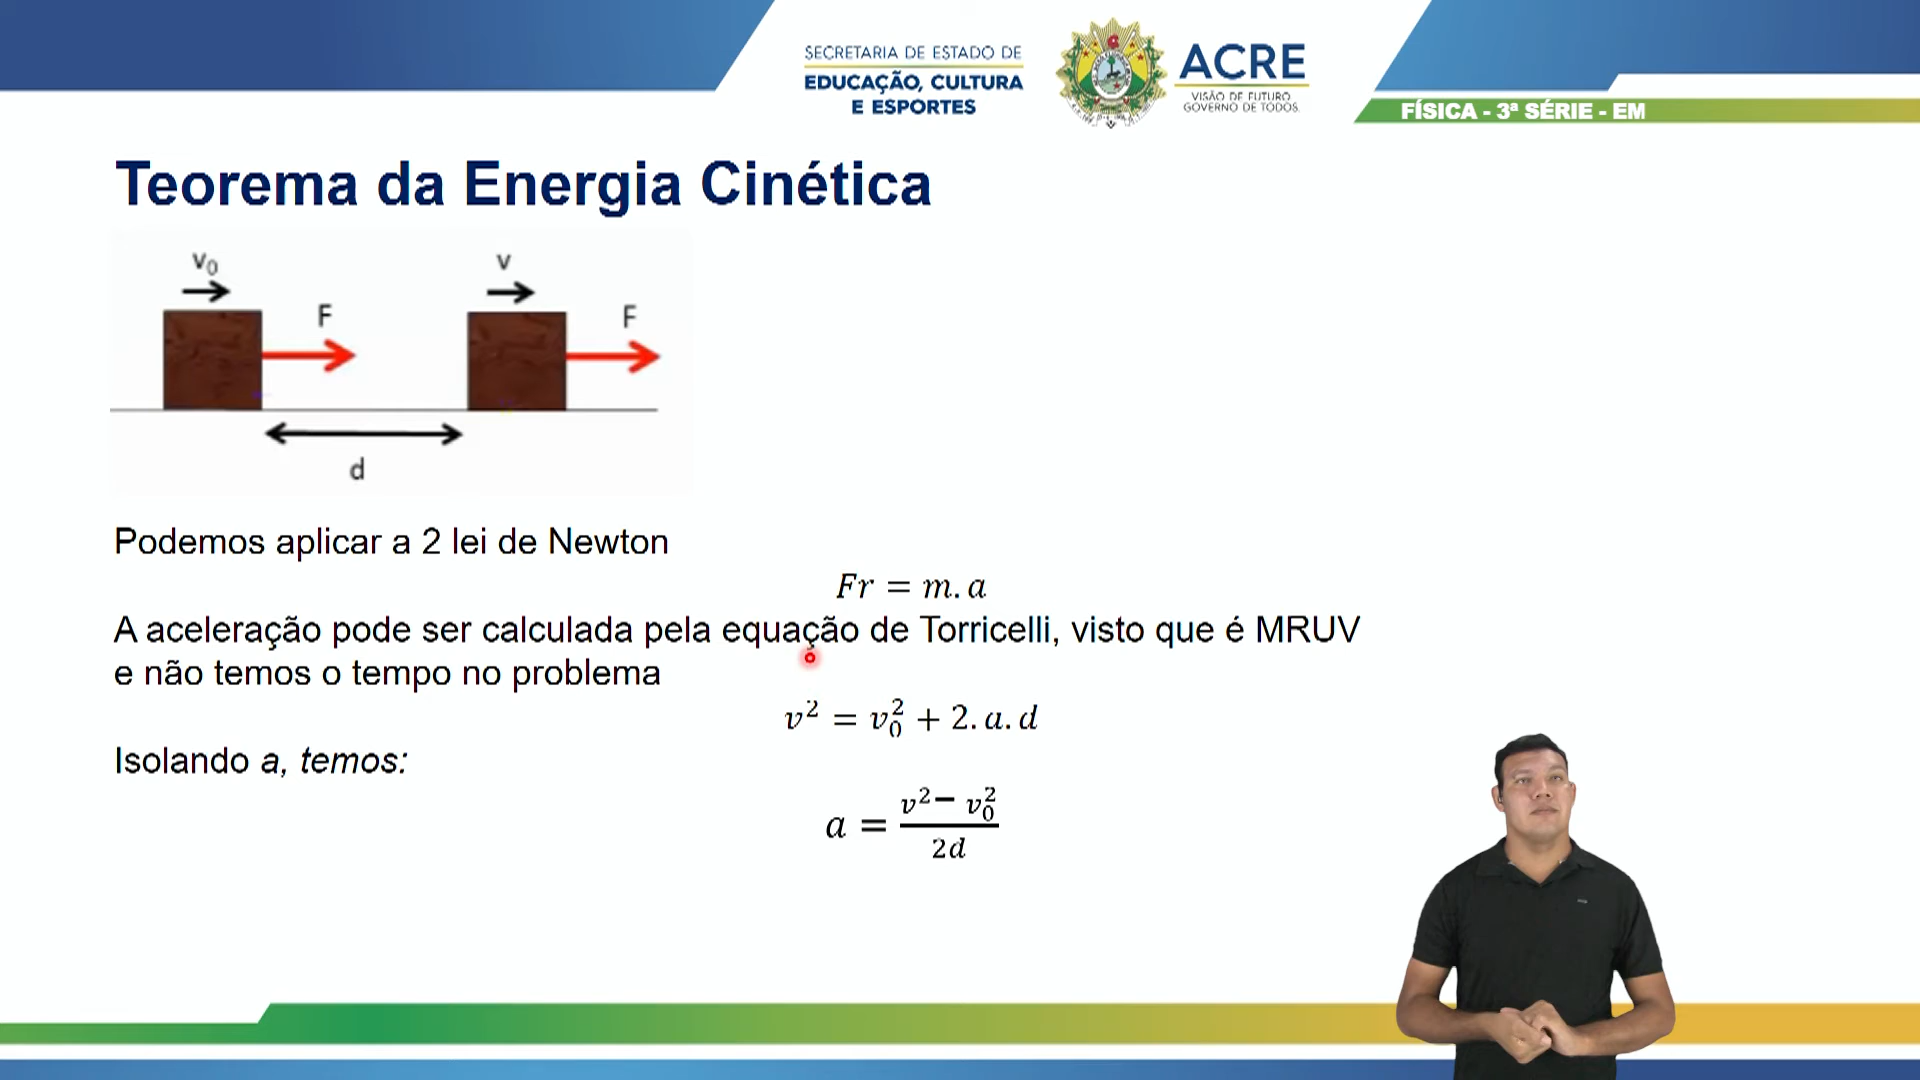 SECRETARIA DE ESTADO DE
EDUCAÇÃO, CULTURA
E ESPORTES
ACRE
VISÃO DE FUTURO
GOVERNO DE TODOS
FÍSICA - 3ª SÉRIE - EM
Teorema da Energia Cinética
v₀ v
F F
d
Podemos aplicar a 2 lei de Newton
Fr = m. a
A aceleração pode ser calculada pela equação de Torricelli, visto que é MRUV
e não temos o tempo no problema
v² = v₀² + 2. a. d
Isolando a, temos:
a = (v² − v₀²) / 2d